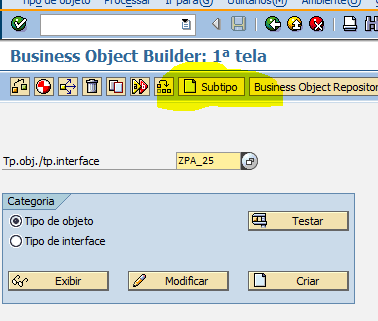 Tipo de objeto Processar Ir para(G) Utilitários(M) Ambiente(E)
Business Object Builder: 1ª tela
Subtipo Business Object Reposito
Tp.obj./tp.interface ZPA_25
Categoria
Tipo de objeto
Testar
Tipo de interface
Exibir Modificar Criar